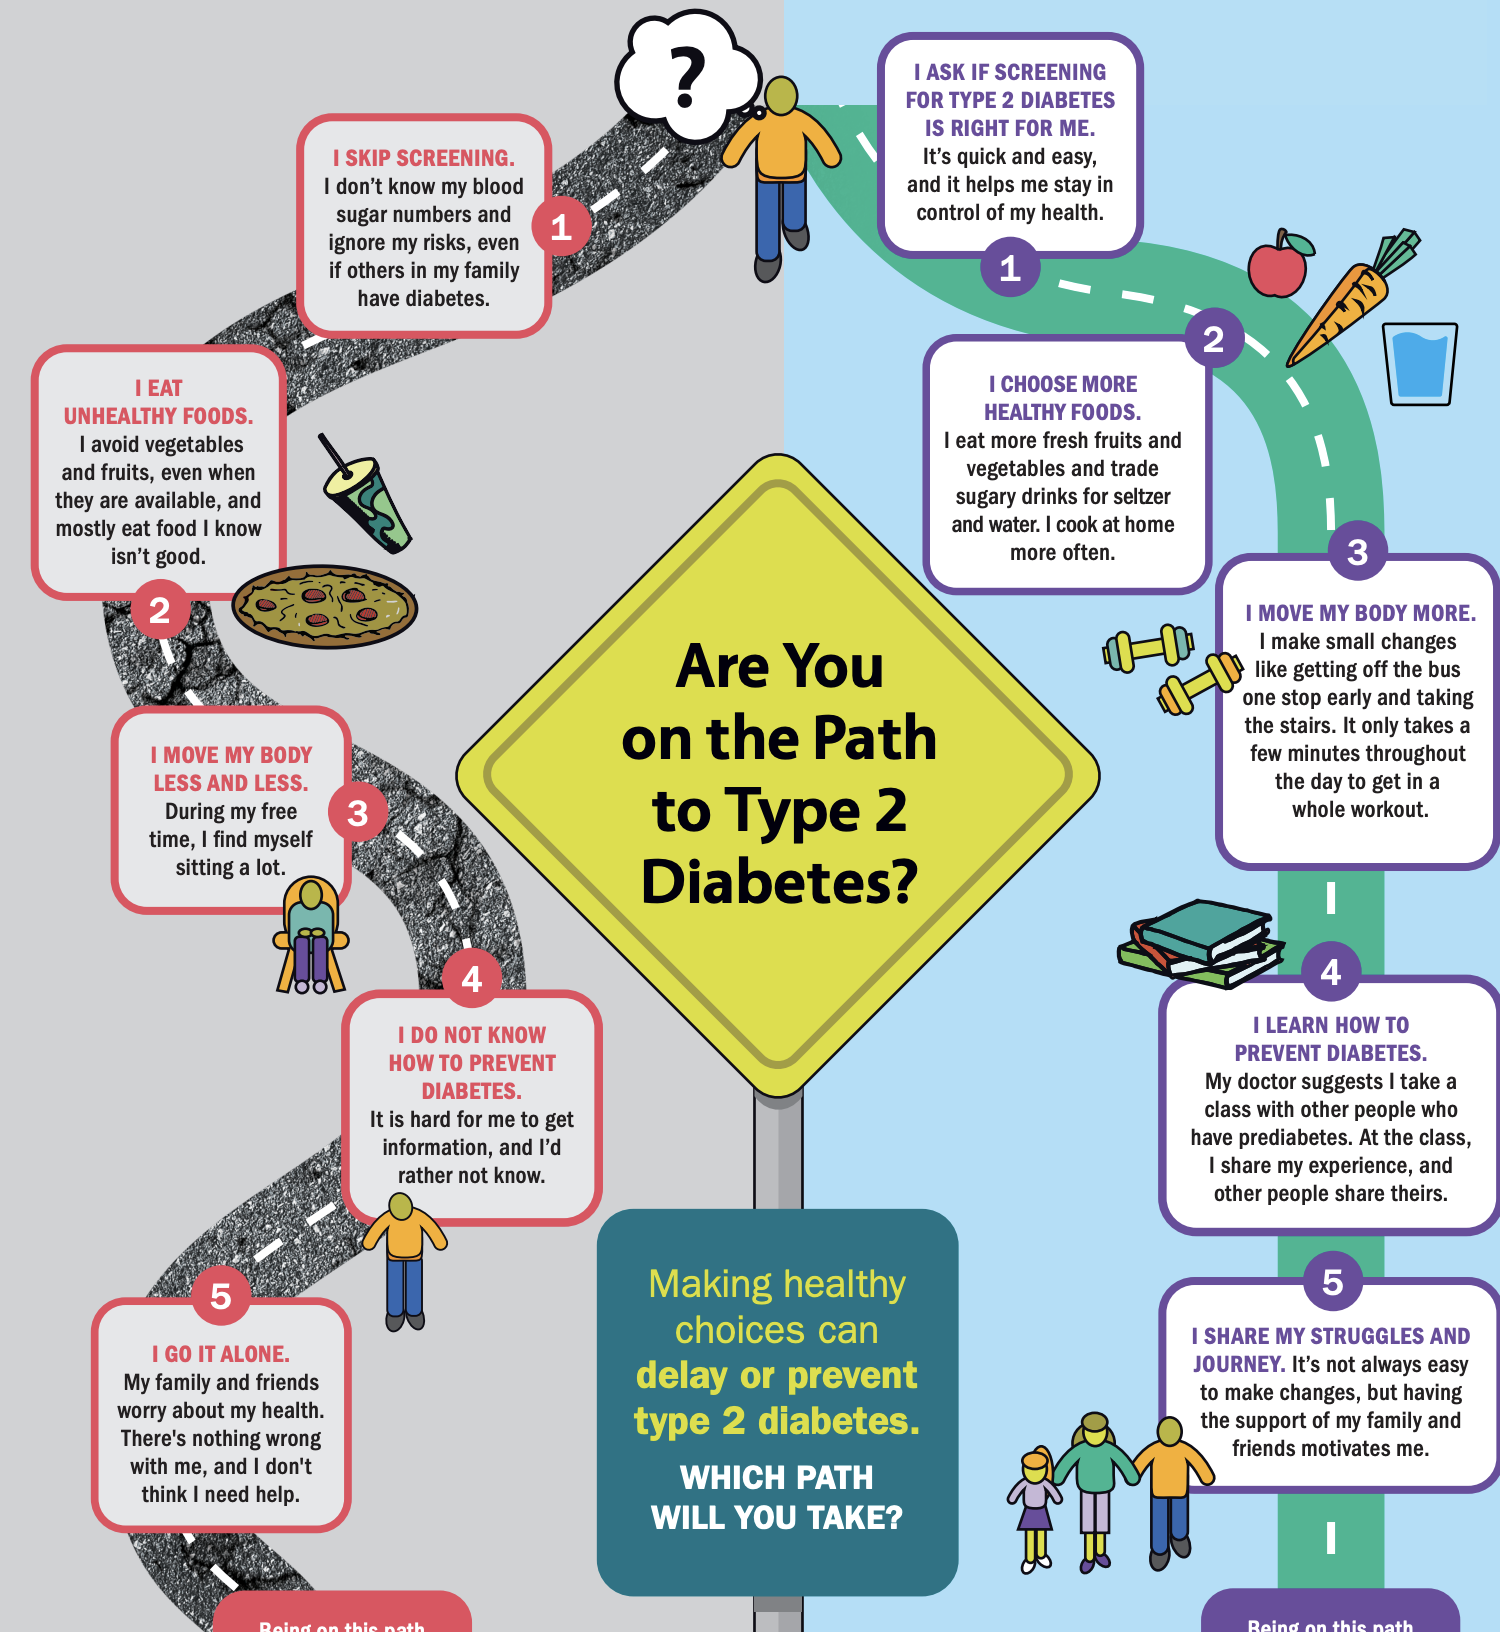 ?
I SKIP SCREENING.
I don't know my blood
sugar numbers and
ignore my risks, even
if others in my family
have diabetes.
1
I EAT
UNHEALTHY FOODS.
I avoid vegetables
and fruits, even when
they are available, and
mostly eat food I know
isn't good.
2
I MOVE MY BODY
LESS AND LESS.
During my free
time, I find myself
sitting a lot.
3
4
I DO NOT KNOW
HOW TO PREVENT
DIABETES.
It is hard for me to get
information, and I'd
rather not know.
5
I GO IT ALONE.
My family and friends
worry about my health.
There's nothing wrong
with me, and I don't
think I need help.
Being on this path
Are You
on the Path
to Type 2
Diabetes?
Making healthy
choices can
delay or prevent
type 2 diabetes.
WHICH PATH
WILL YOU TAKE?
I ASK IF SCREENING
FOR TYPE 2 DIABETES
IS RIGHT FOR ME.
It's quick and easy,
and it helps me stay in
control of my health.
1
2
I CHOOSE MORE
HEALTHY FOODS.
I eat more fresh fruits and
vegetables and trade
sugary drinks for seltzer
and water. I cook at home
more often.
3
I MOVE MY BODY MORE.
I make small changes
like getting off the bus
one stop early and taking
the stairs. It only takes a
few minutes throughout
the day to get in a
whole workout.
4
I LEARN HOW TO
PREVENT DIABETES.
My doctor suggests I take a
class with other people who
have prediabetes. At the class,
I share my experience, and
other people share theirs.
5
I SHARE MY STRUGGLES AND
JOURNEY. It's not always easy
to make changes, but having
the support of my family and
friends motivates me.
Being on this path